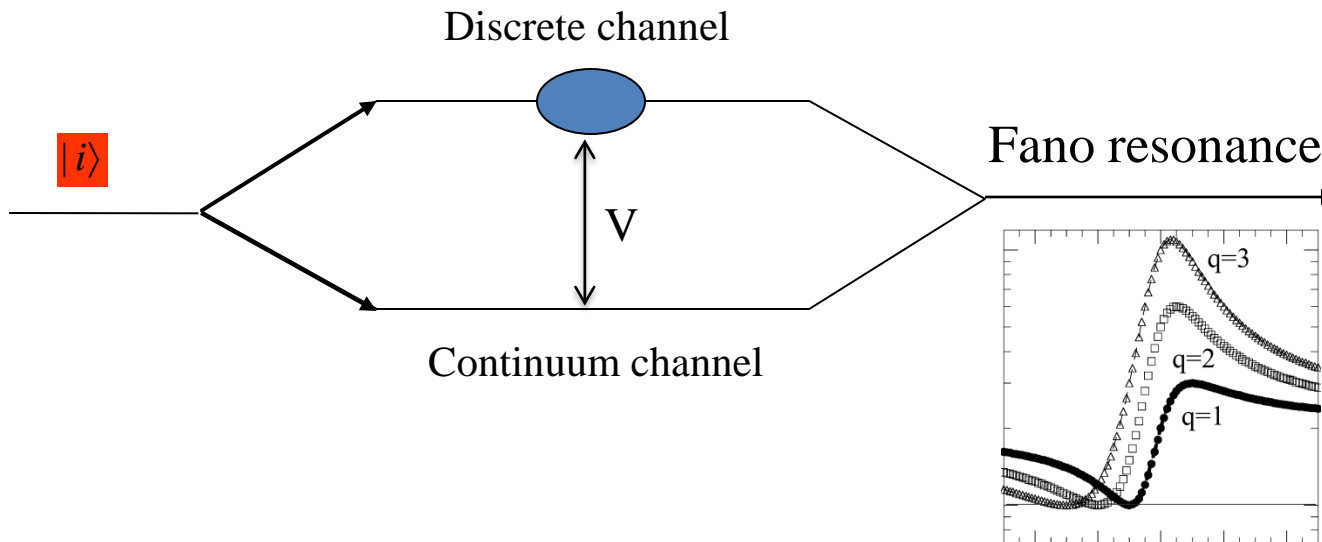 Discrete channel
|i⟩
Fano resonance
V
Continuum channel
q=3
q=2
q=1